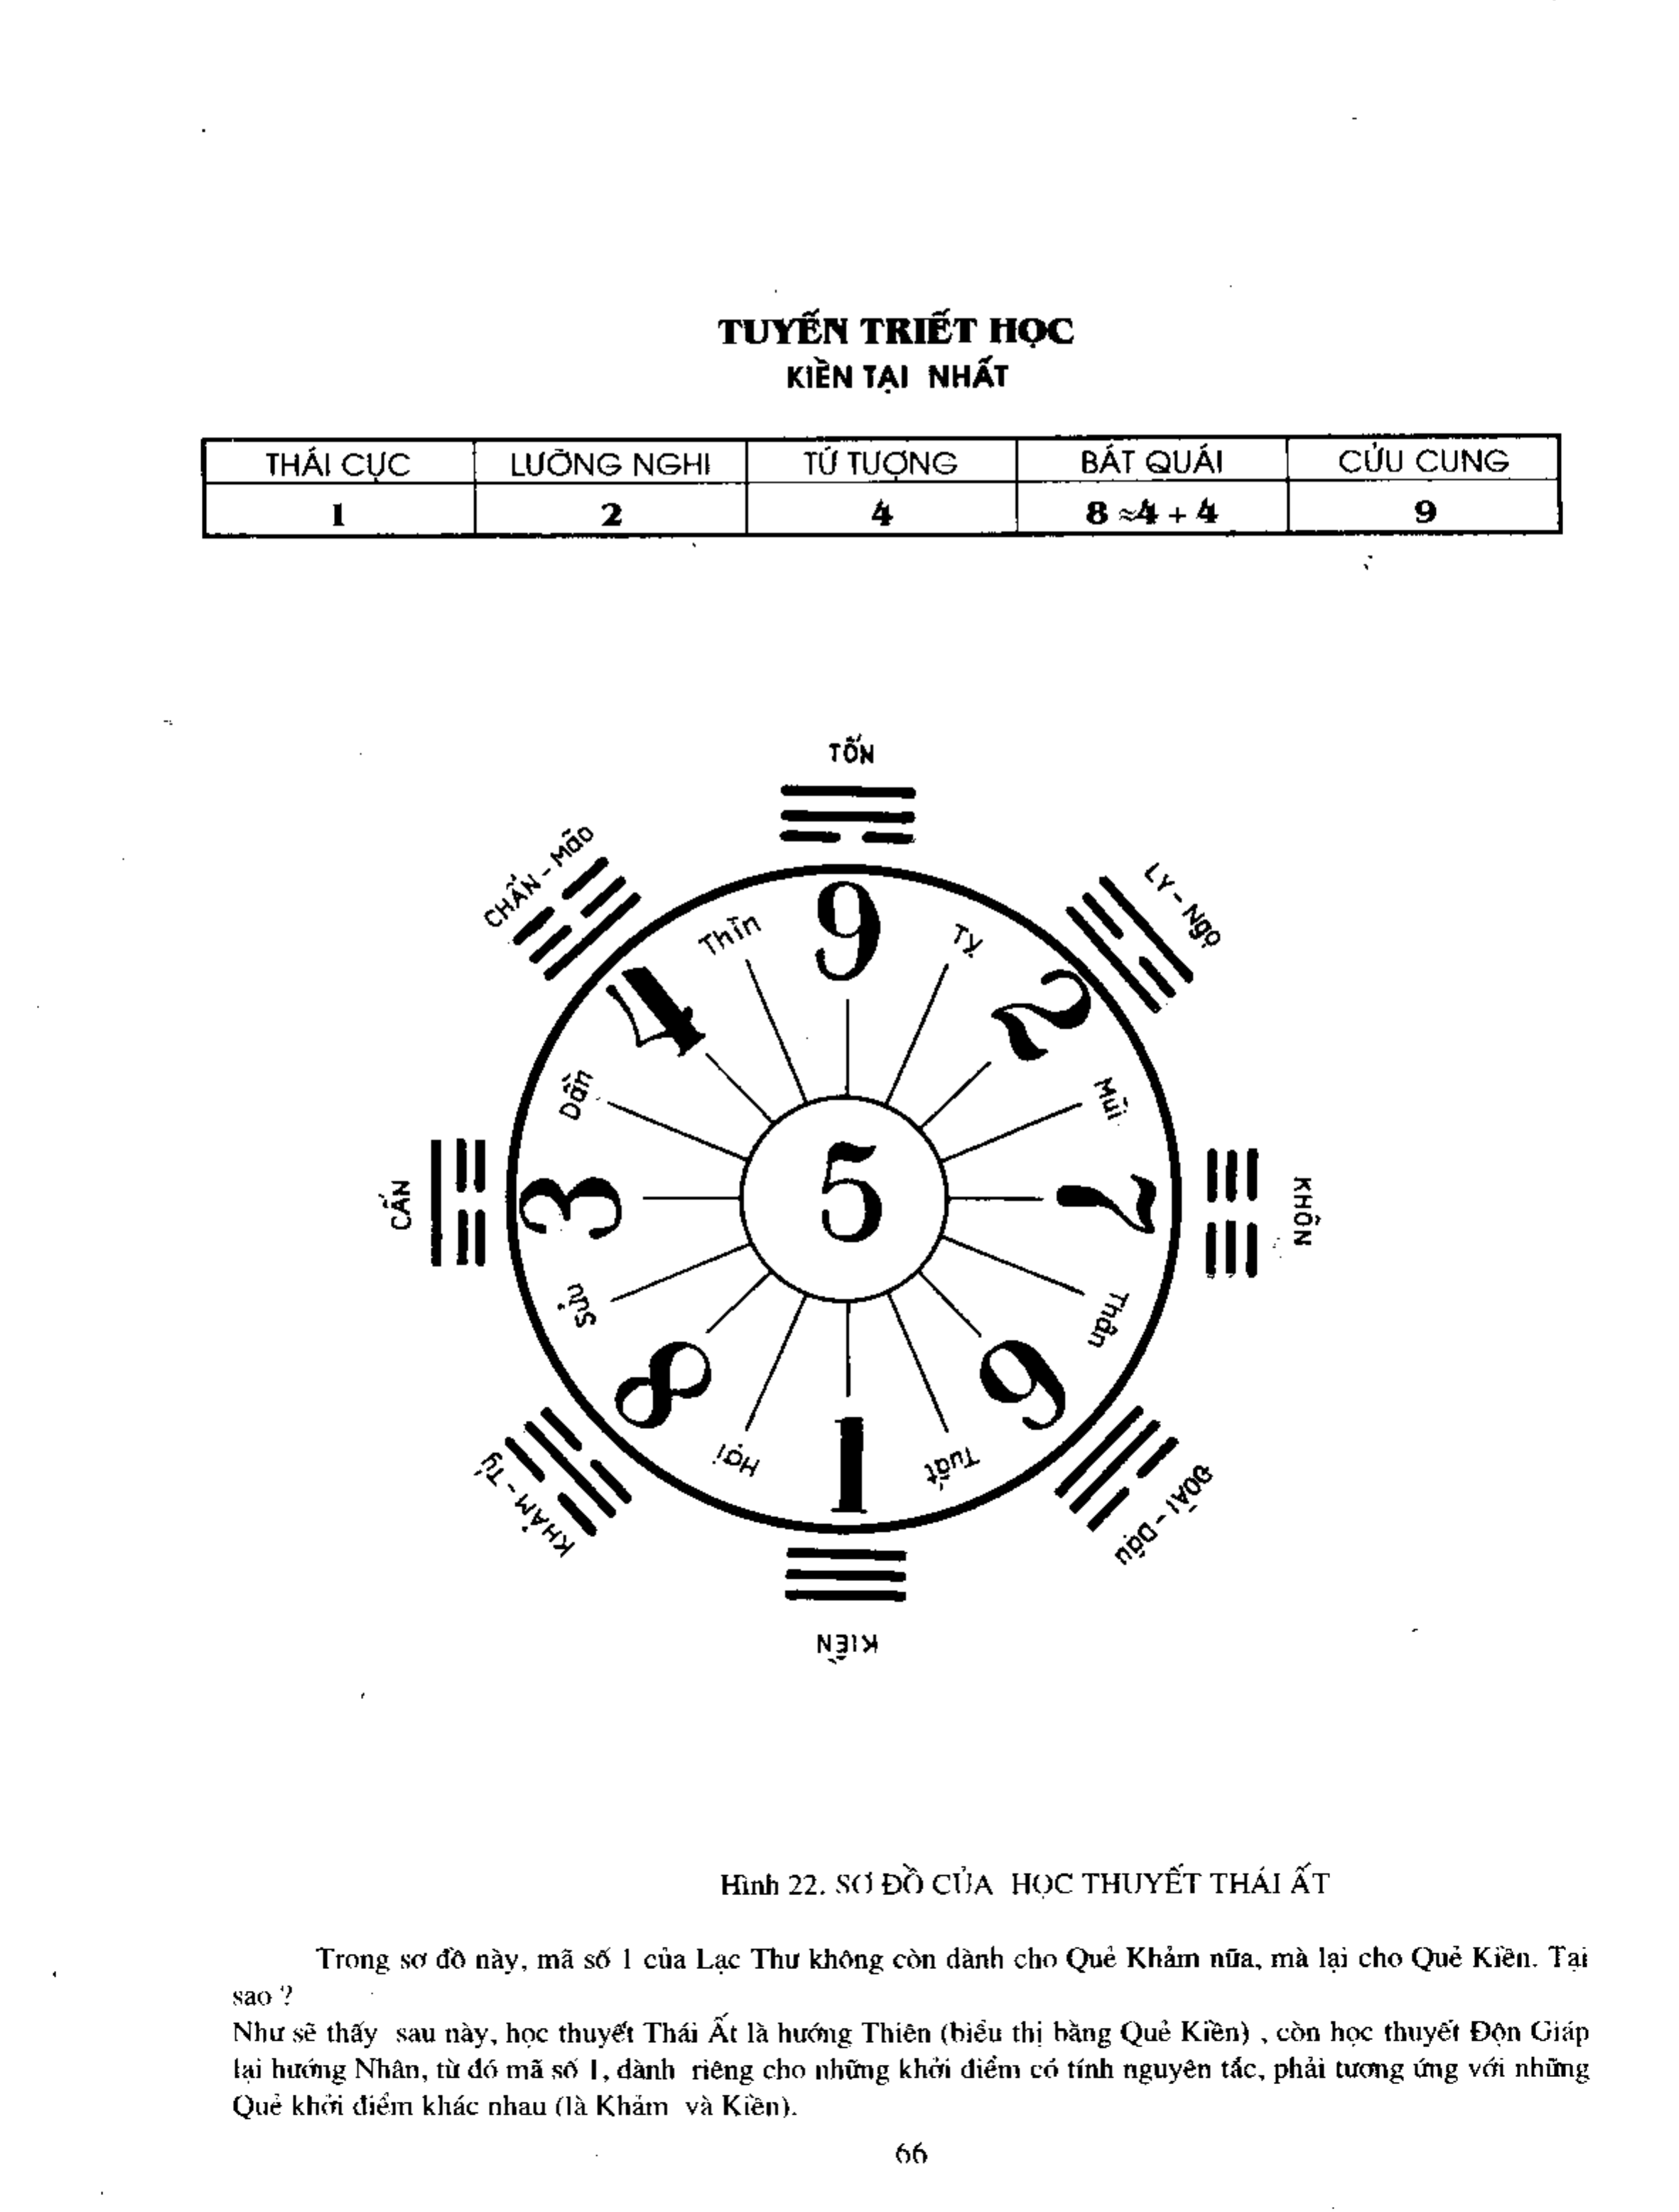 TUYẾN TRIẾT HỌC
KIỀN TẠI NHẤT
THÁI CỰC LƯỠNG NGHI TỨ TƯỢNG BÁT QUÁI CỬU CUNG
1 2 4 8 ≈4 + 4 9
TỐN
CHẤN - Mão
LY - Ngọ
9
Thìn
Tỵ
4
2
Dần
Mùi
CẤN
3
5
7
KHÔN
Sửu
Thân
8
6
Hợi
1
Tuất
KHẢM - Tý
ĐOÀI - Dậu
KIỀN
Hình 22. SƠ ĐỒ CỦA HỌC THUYẾT THÁI ẤT
Trong sơ đồ này, mã số 1 của Lạc Thư không còn dành cho Quẻ Khảm nữa, mà lại cho Quẻ Kiền. Tại
sao ?
Như sẽ thấy sau này, học thuyết Thái Ất là hướng Thiên (biểu thị bằng Quẻ Kiền) , còn học thuyết Độn Giáp
lại hướng Nhân, từ đó mã số 1, dành riêng cho những khởi điểm có tính nguyên tắc, phải tương ứng với những
Quẻ khởi điểm khác nhau (là Khảm và Kiền).
66